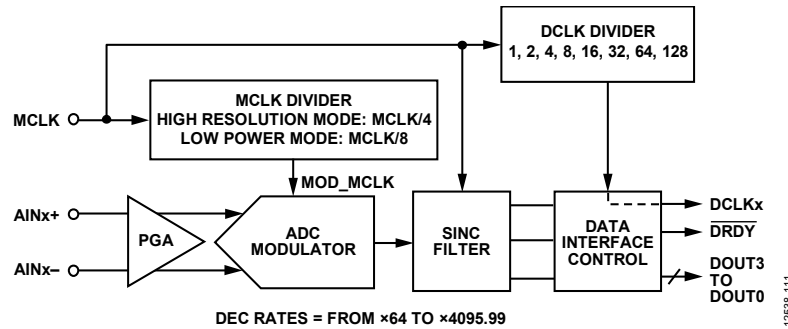 DCLK DIVIDER
1, 2, 4, 8, 16, 32, 64, 128
MCLK
MCLK DIVIDER
HIGH RESOLUTION MODE: MCLK/4
LOW POWER MODE: MCLK/8
MOD_MCLK
AINx+
AINx–
PGA
ADC
MODULATOR
SINC
FILTER
DATA
INTERFACE
CONTROL
DCLKx
DRDY
DOUT3
TO
DOUT0
DEC RATES = FROM ×64 TO ×4095.99
12538-111